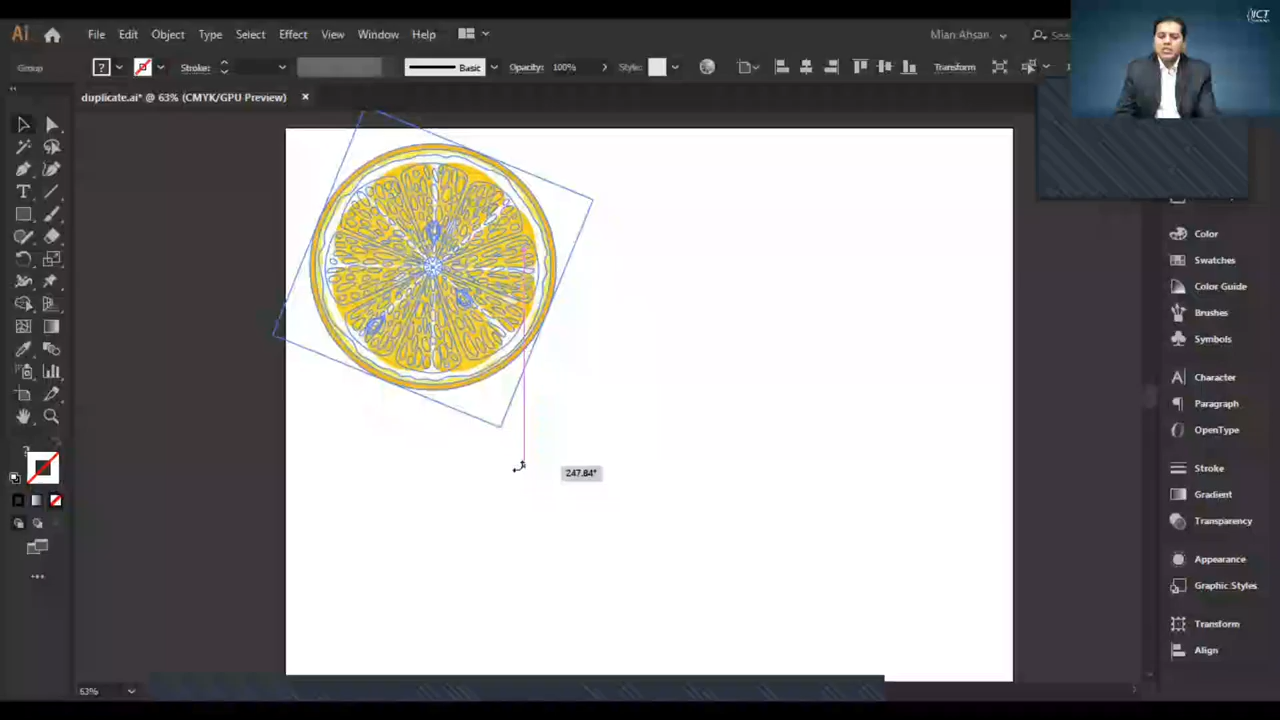 Ai File Edit Object Type Select Effect View Window Help Mian Ahsan
ICT
Group ? Stroke: Basic Opacity: 100% Style: Transform
duplicate.ai* @ 63% (CMYK/GPU Preview) ×
Color
Swatches
Color Guide
Brushes
Symbols
Character
Paragraph
OpenType
Stroke
247.84°
Gradient
Transparency
Appearance
Graphic Styles
Transform
Align
63%